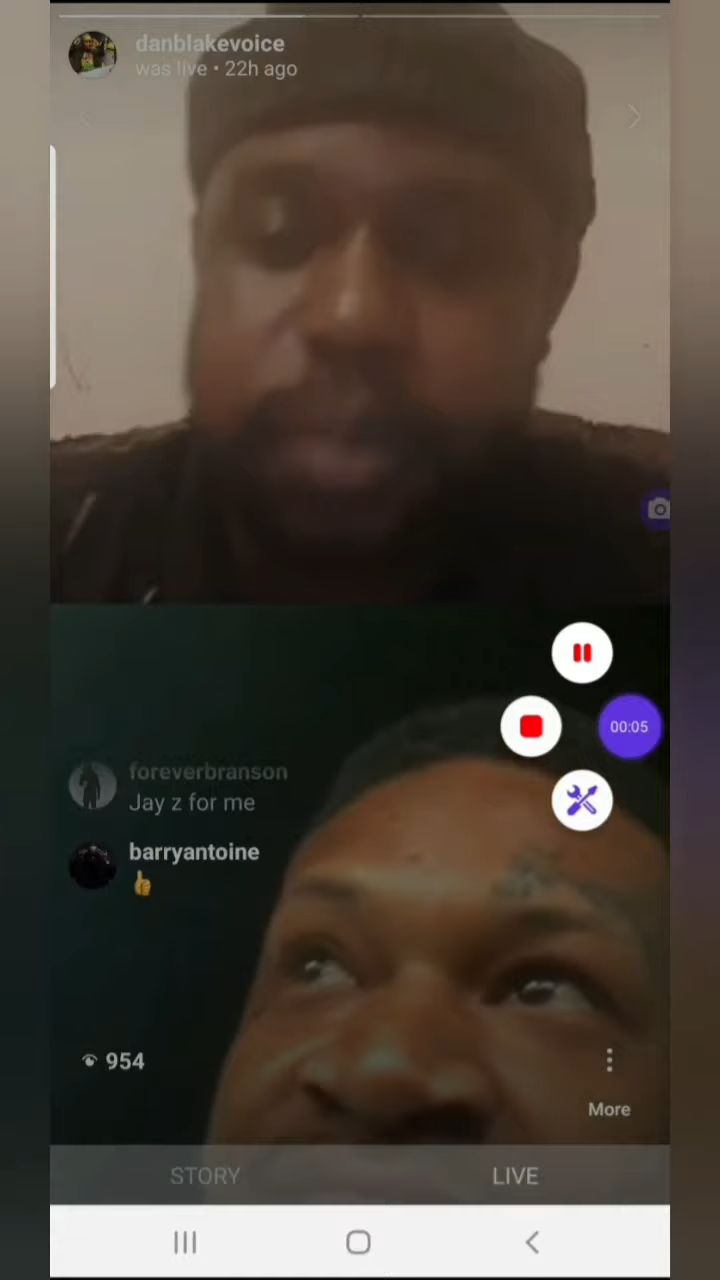 danblakevoice
was live • 22h ago
00:05
foreverbranson
Jay z for me
barryantoine
👍
954
More
STORY
LIVE